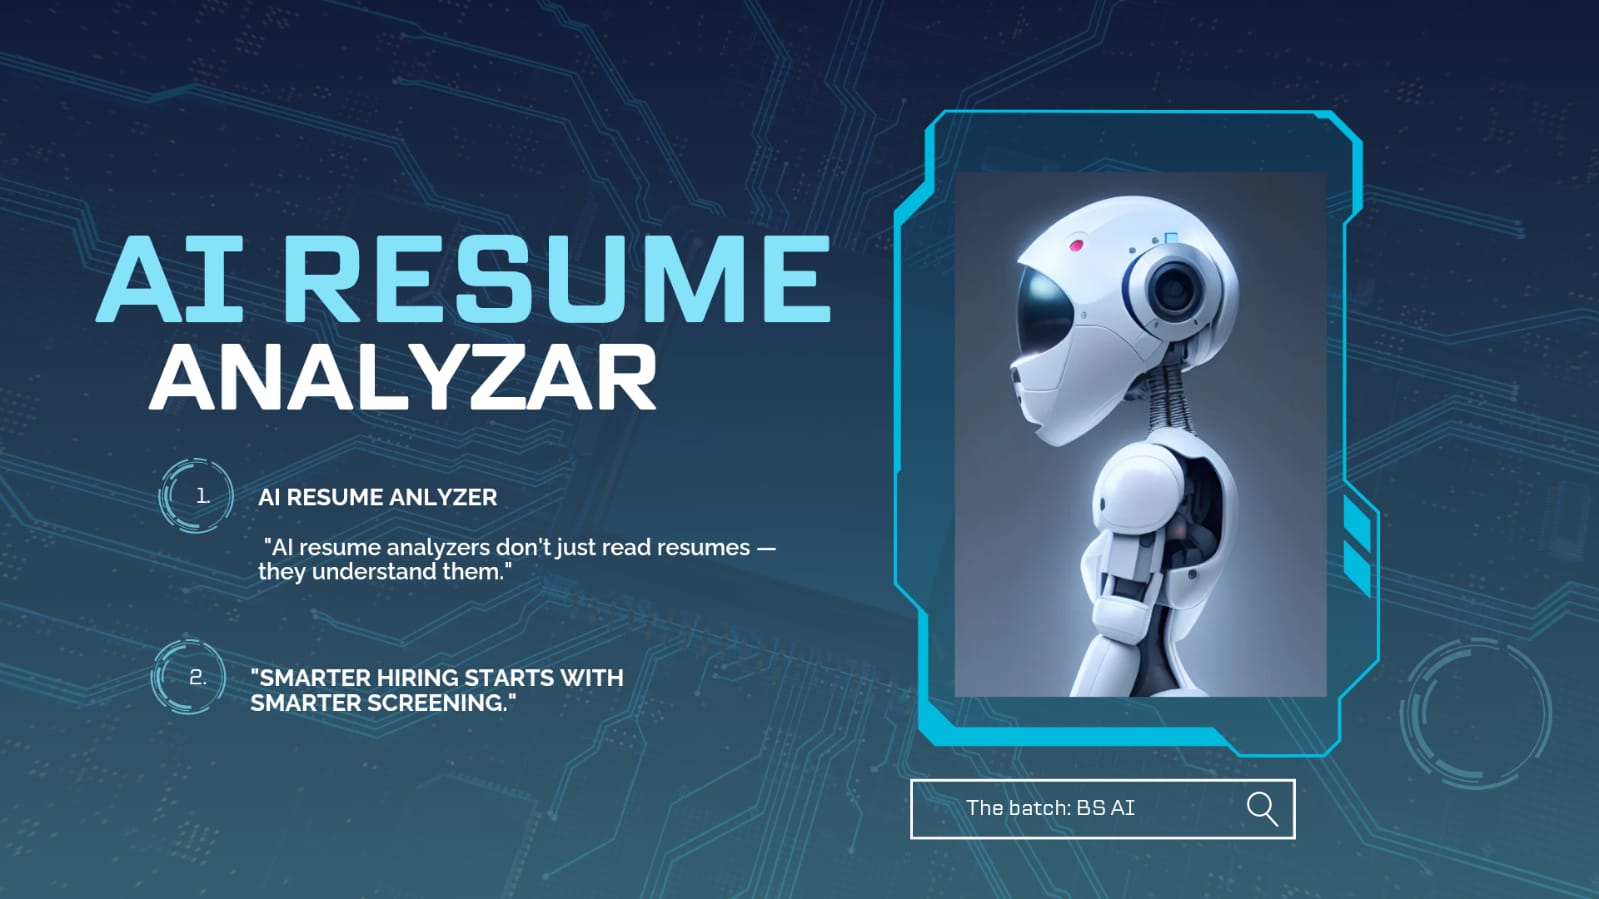 AI RESUME
ANALYZAR
1.
AI RESUME ANLYZER
"AI resume analyzers don't just read resumes —
they understand them."
2.
"SMARTER HIRING STARTS WITH
SMARTER SCREENING."
The batch: BS AI